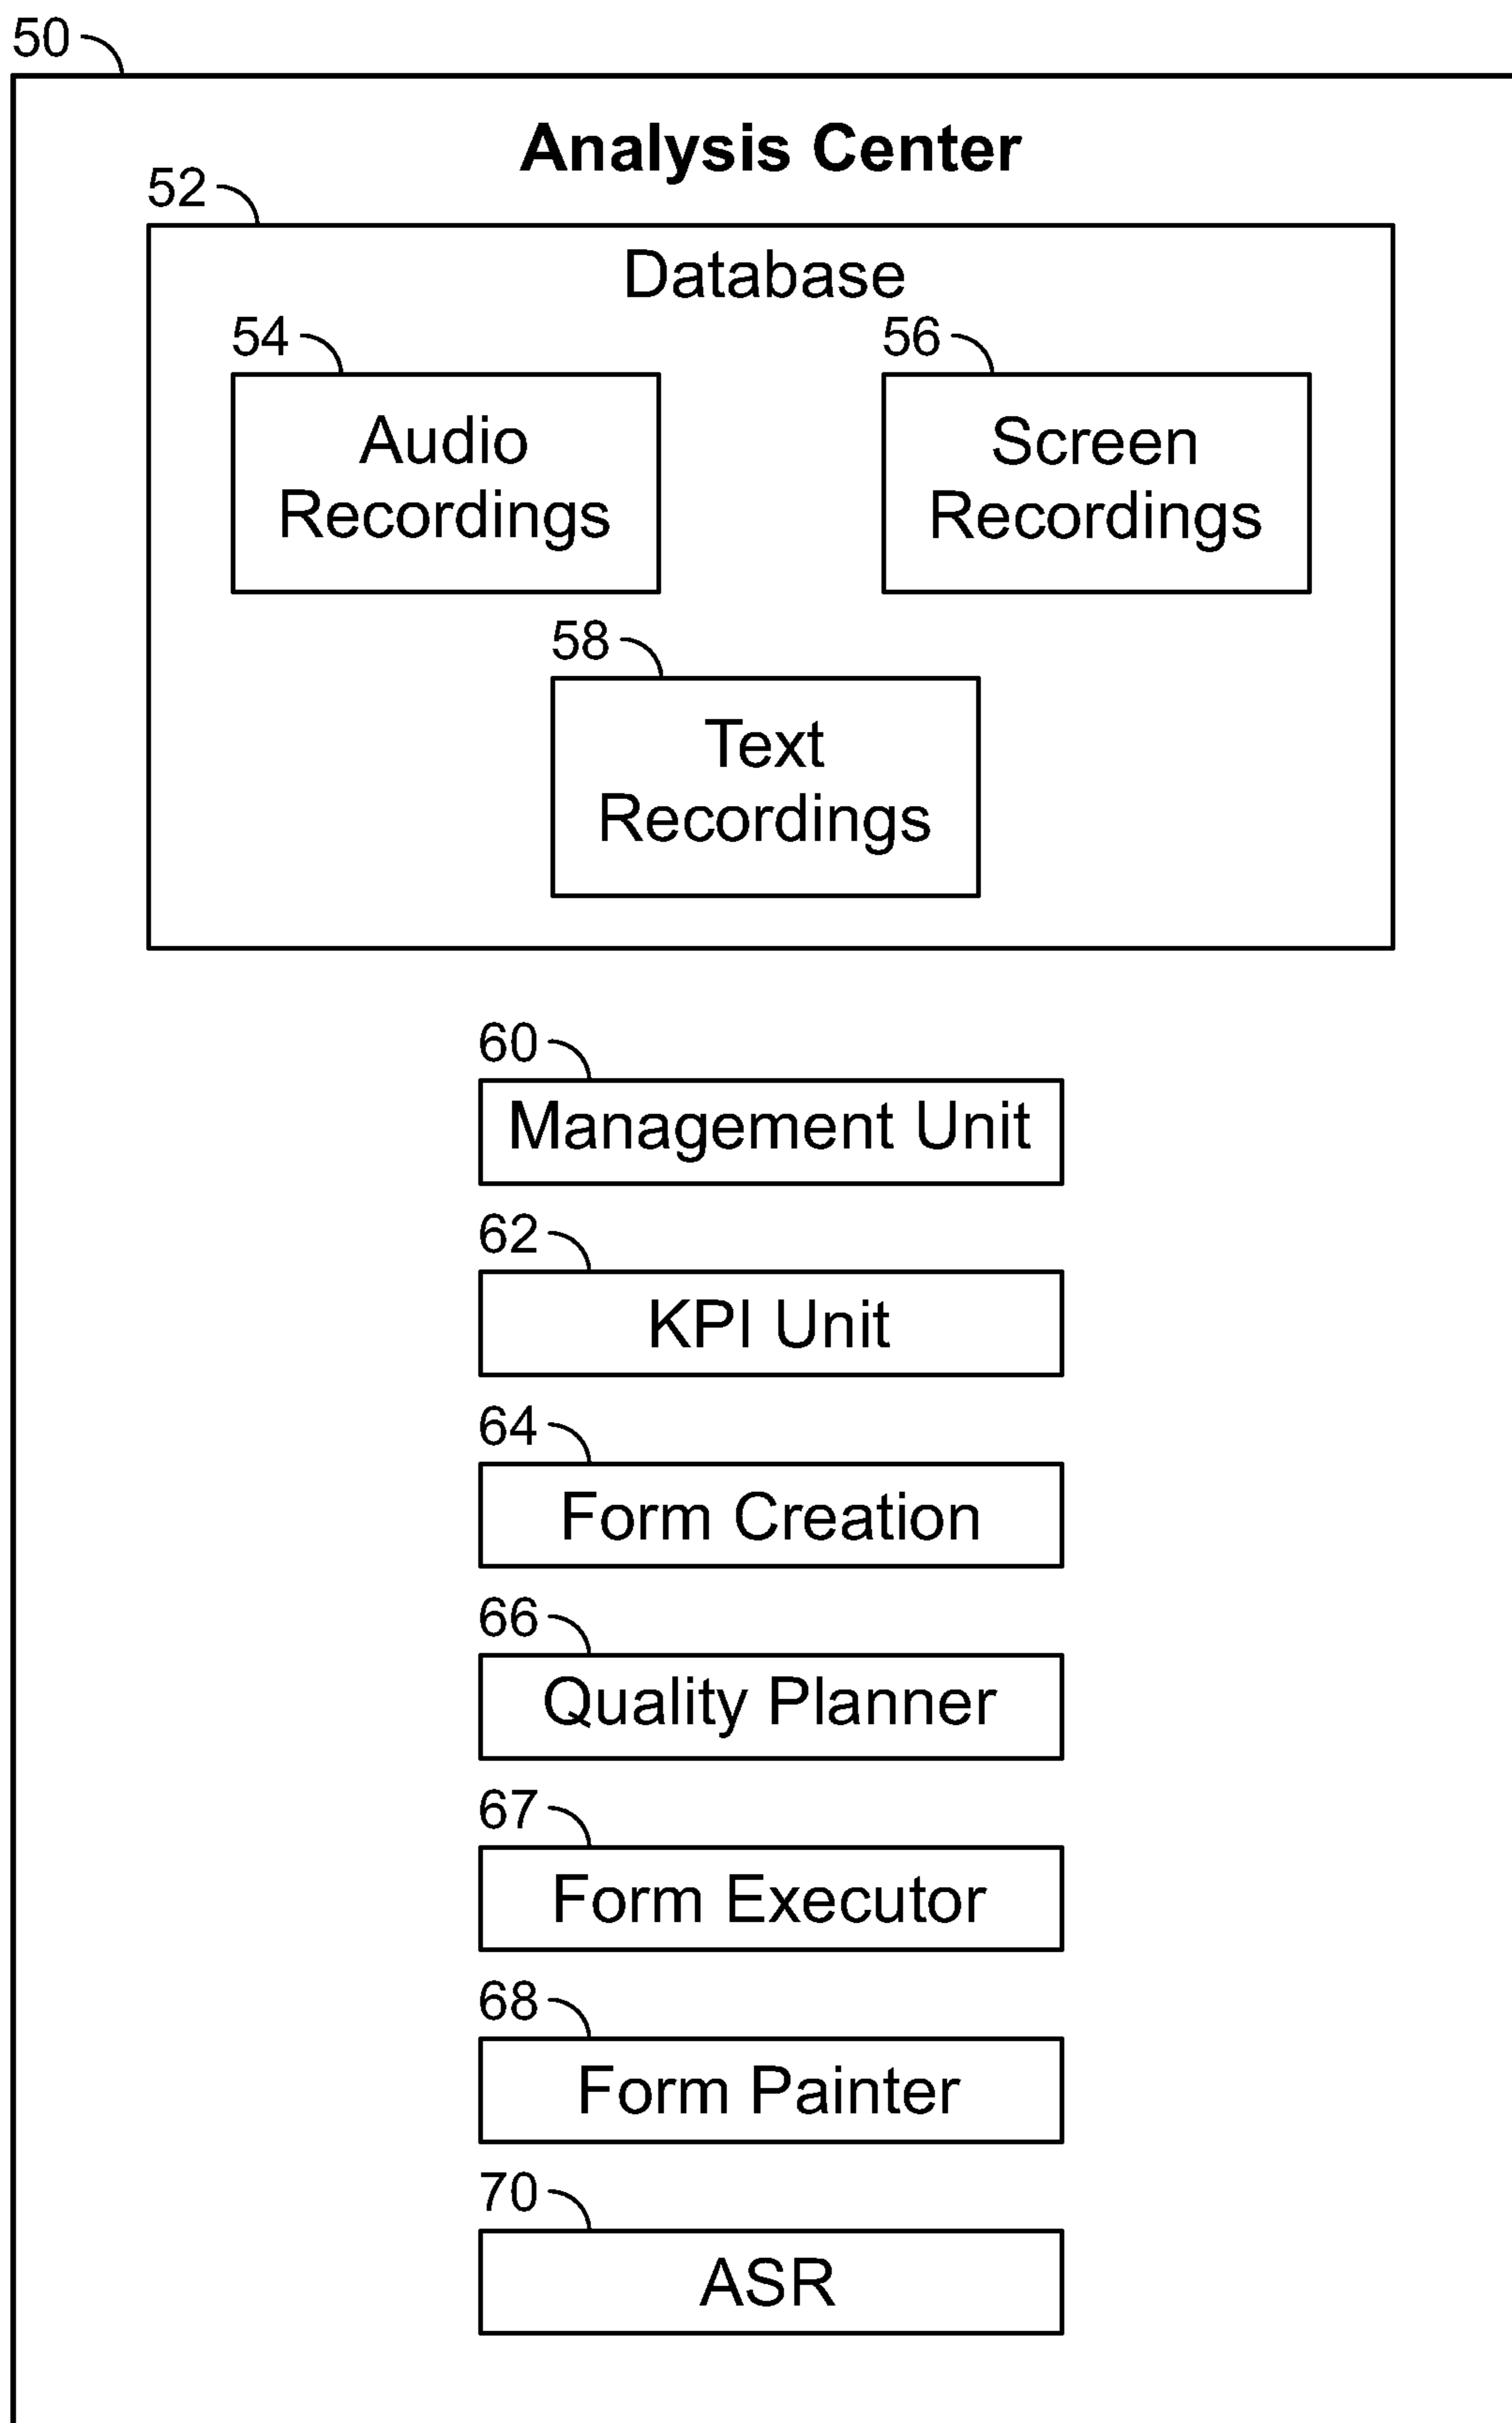 50
Analysis Center
52
Database
54
56
Audio
Recordings
Screen
Recordings
58
Text
Recordings
60
Management Unit
62
KPI Unit
64
Form Creation
66
Quality Planner
67
Form Executor
68
Form Painter
70
ASR